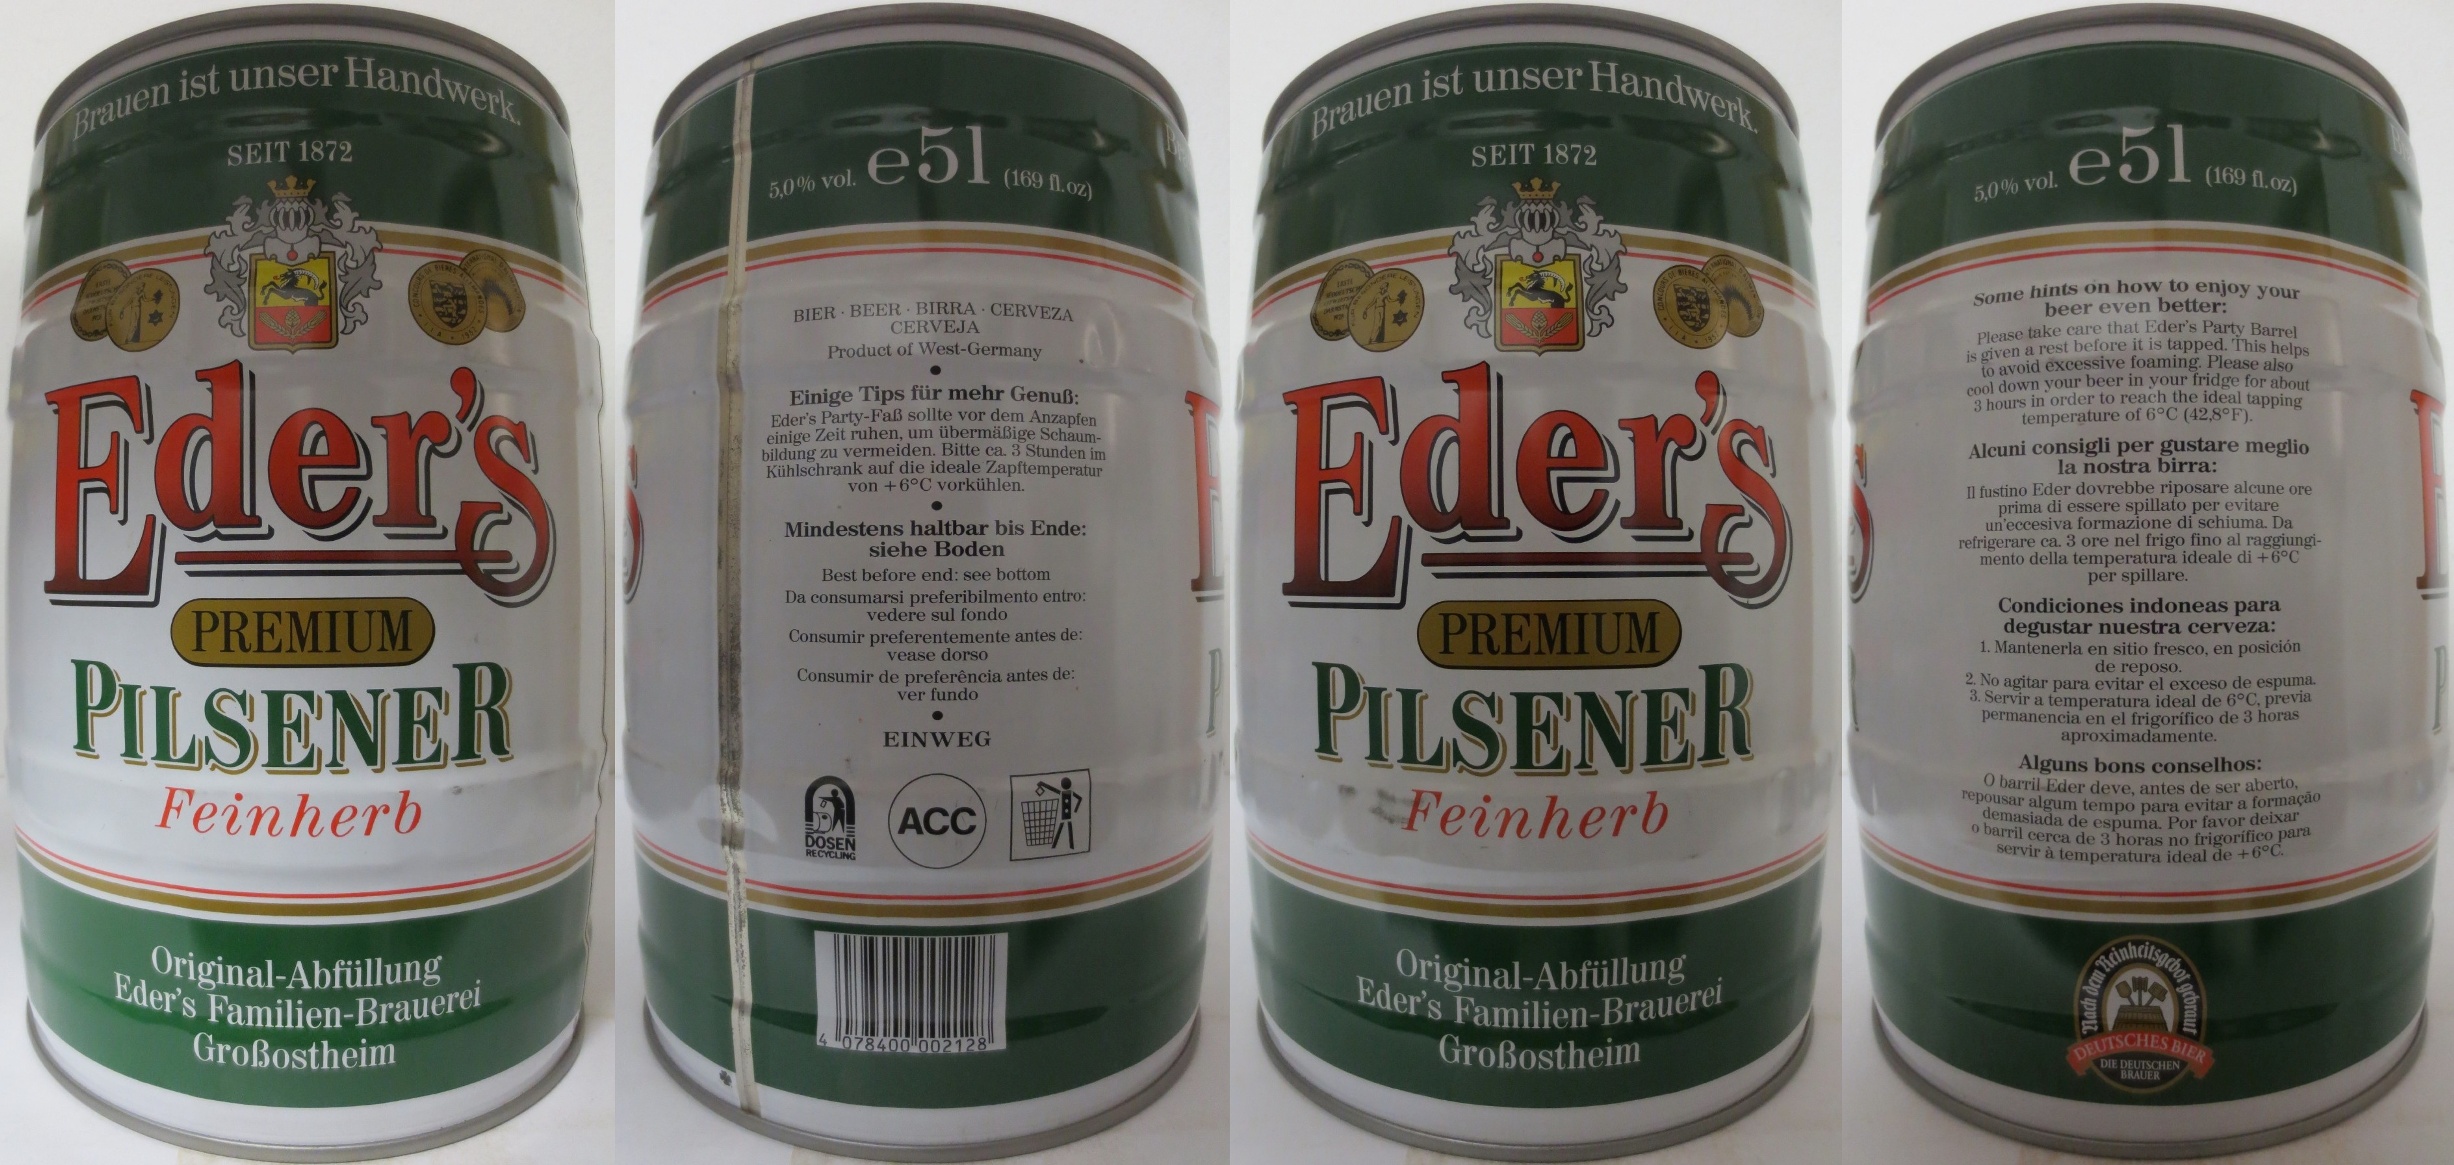 Brauen ist unser Handwerk.
SEIT 1872
Eder's
PREMIUM
PILSENER
Feinherb
Original-Abfüllung
Eder's Familien-Brauerei
Großostheim
5,0% vol. e5l (169 fl.oz)
BIER · BEER · BIRRA · CERVEZA
CERVEJA
Product of West-Germany
Einige Tips für mehr Genuß:
Eder's Party-Faß sollte vor dem Anzapfen
einige Zeit ruhen, um übermäßige Schaum-
bildung zu vermeiden. Bitte ca. 3 Stunden im
Kühlschrank auf die ideale Zapftemperatur
von +6°C vorkühlen.
Mindestens haltbar bis Ende:
siehe Boden
Best before end: see bottom
Da consumarsi preferibilmento entro:
vedere sul fondo
Consumir preferentemente antes de:
vease dorso
Consumir de preferência antes de:
ver fundo
EINWEG
DOSEN
RECYCLING
ACC
4 078400 002128
Brauen ist unser Handwerk.
SEIT 1872
Eder's
PREMIUM
PILSENER
Feinherb
Original-Abfüllung
Eder's Familien-Brauerei
Großostheim
5,0% vol. e5l (169 fl.oz)
Some hints on how to enjoy your
beer even better:
Please take care that Eder's Party Barrel
is given a rest before it is tapped. This helps
to avoid excessive foaming. Please also
cool down your beer in your fridge for about
3 hours in order to reach the ideal tapping
temperature of 6°C (42,8°F).
Alcuni consigli per gustare meglio
la nostra birra:
Il fustino Eder dovrebbe riposare alcune ore
prima di essere spillato per evitare
un'eccesiva formazione di schiuma. Da
refrigerare ca. 3 ore nel frigo fino al raggiungi-
mento della temperatura ideale di +6°C
per spillare.
Condiciones indoneas para
degustar nuestra cerveza:
1. Mantenerla en sitio fresco, en posición
de reposo.
2. No agitar para evitar el exceso de espuma.
3. Servir a temperatura ideal de 6°C, previa
permanencia en el frigorífico de 3 horas
aproximadamente.
Alguns bons conselhos:
O barril Eder deve, antes de ser aberto,
repousar algum tempo para evitar a formação
demasiada de espuma. Por favor deixar
o barril cerca de 3 horas no frigorífico para
servir à temperatura ideal de +6°C.
Nach dem Reinheitsgebot gebraut
DEUTSCHES BIER
DIE DEUTSCHEN
BRAUER